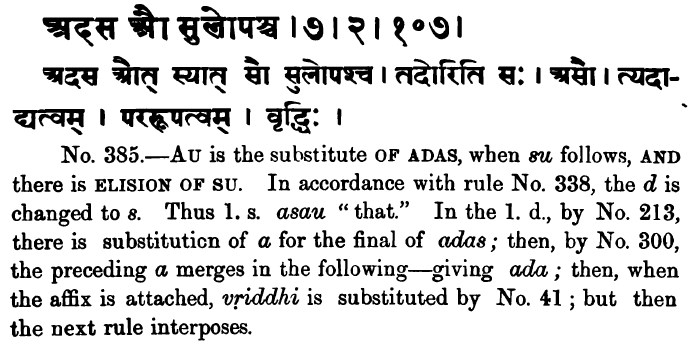 अदस औ सुलोपश्च । ७ । २ । १०७ ।
अदस औत् स्यात् सौ सुलोपश्च । तदोरिति सः । असौ । त्यदा-
द्यत्वम् । पररूपत्वम् । वृद्धिः ।
No. 385.—AU is the substitute OF ADAS, when su follows, AND
there is ELISION OF SU. In accordance with rule No. 338, the d is
changed to s. Thus 1. s. asau “that.” In the 1. d., by No. 213,
there is substitution of a for the final of adas; then, by No. 300,
the preceding a merges in the following—giving ada; then, when
the affix is attached, vṛiddhi is substituted by No. 41; but then
the next rule interposes.